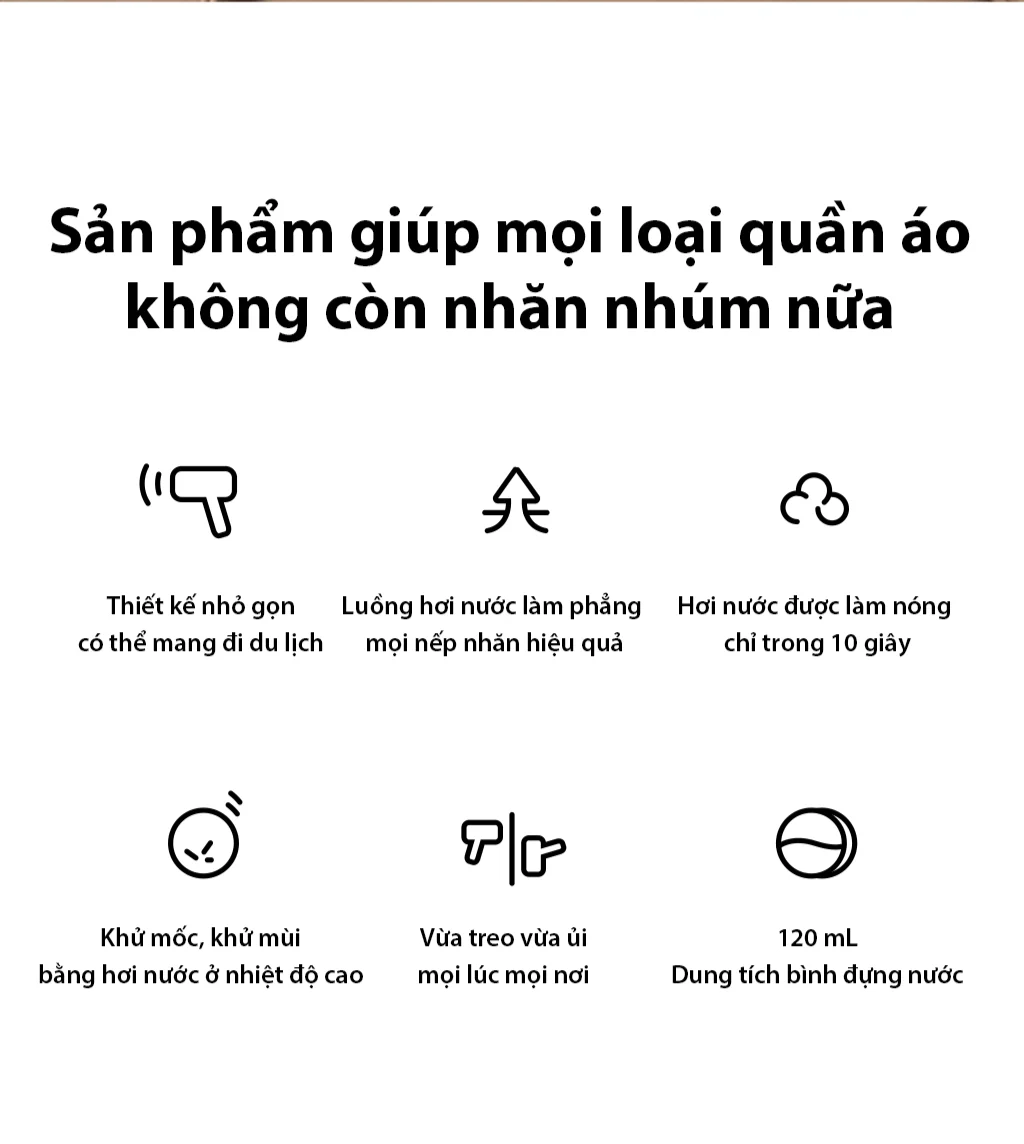 Sản phẩm giúp mọi loại quần áo
không còn nhăn nhúm nữa
Thiết kế nhỏ gọn
có thể mang đi du lịch
Luồng hơi nước làm phẳng
mọi nếp nhăn hiệu quả
Hơi nước được làm nóng
chỉ trong 10 giây
Khử mốc, khử mùi
bằng hơi nước ở nhiệt độ cao
Vừa treo vừa ủi
mọi lúc mọi nơi
120 mL
Dung tích bình đựng nước